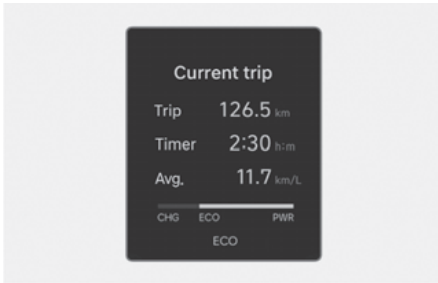 Current trip
Trip 126.5 km
Timer 2:30 h:m
Avg. 11.7 km/L
CHG ECO PWR
ECO